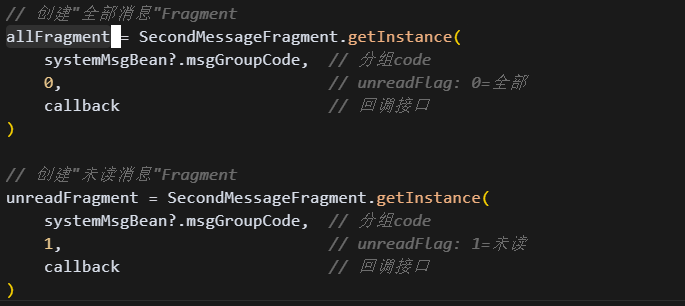 // 创建"全部消息"Fragment
allFragment = SecondMessageFragment.getInstance(
    systemMsgBean?.msgGroupCode,  // 分组code
    0,                            // unreadFlag: 0=全部
    callback                      // 回调接口
)

// 创建"未读消息"Fragment
unreadFragment = SecondMessageFragment.getInstance(
    systemMsgBean?.msgGroupCode,  // 分组code
    1,                            // unreadFlag: 1=未读
    callback                      // 回调接口
)